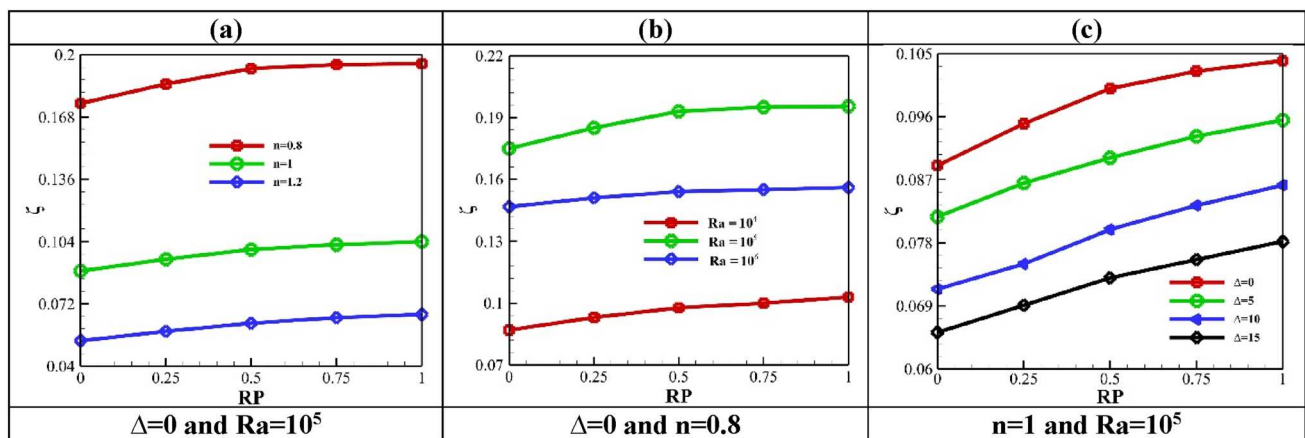 (a) (b) (c)
0.2
0.168
0.136
0.104
0.072
0.04
ζ
n=0.8
n=1
n=1.2
0 0.25 0.5 0.75 1
RP
0.22
0.19
0.16
0.13
0.1
0.07
ζ
Ra = 10⁴
Ra = 10⁵
Ra = 10⁶
0 0.25 0.5 0.75 1
RP
0.105
0.096
0.087
0.078
0.069
0.06
ζ
Δ=0
Δ=5
Δ=10
Δ=15
0 0.25 0.5 0.75 1
RP
Δ=0 and Ra=10⁵ Δ=0 and n=0.8 n=1 and Ra=10⁵